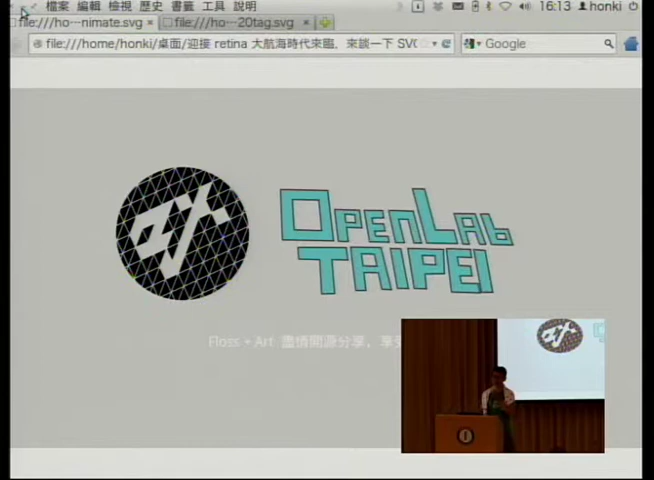 檔案 編輯 檢視 歷史 書籤 工具 說明
16:13 honki
file:///ho…nimate.svg × file:///ho…20tag.svg ×
file:///home/honki/桌面/迎接 retina 大航海時代來臨，來談一下 SVG
Google
OPENLAB
TAIPEI
Floss + Art 盡情開源分享，享受